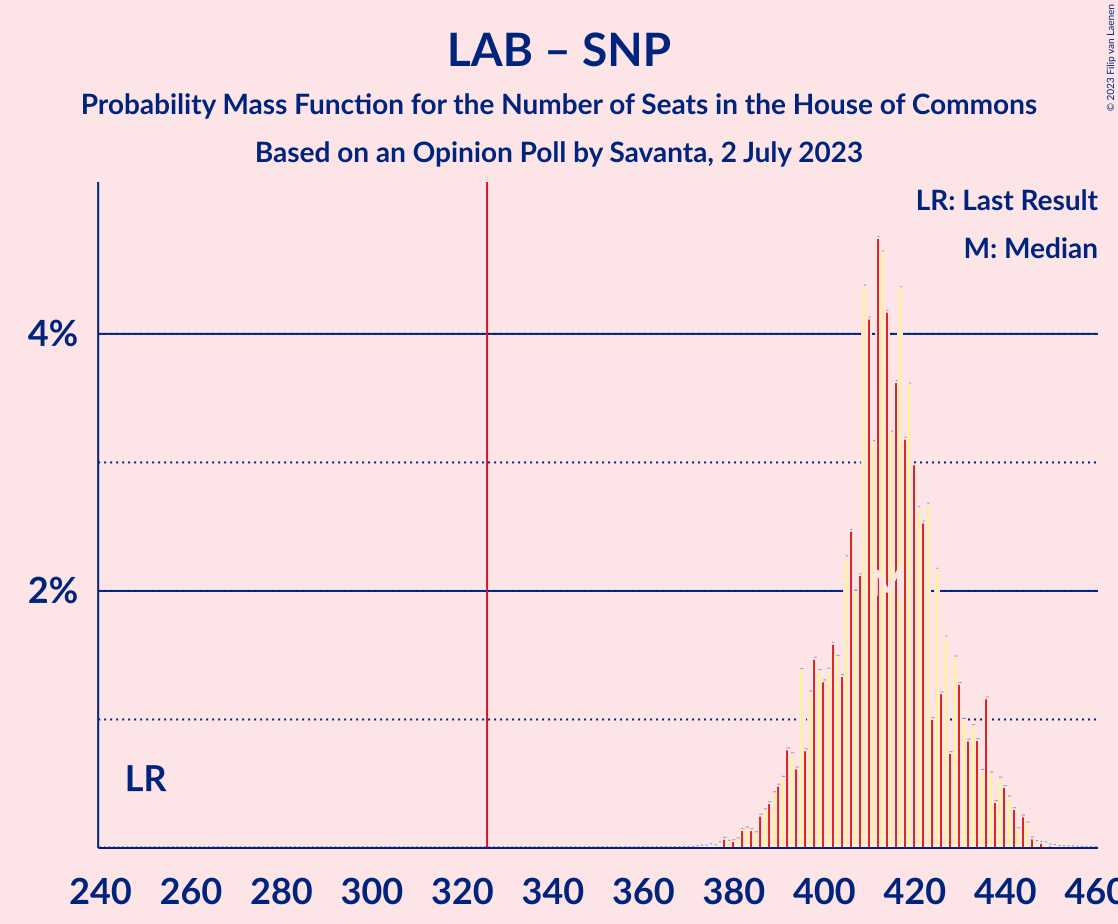 LAB – SNP
Probability Mass Function for the Number of Seats in the House of Commons
Based on an Opinion Poll by Savanta, 2 July 2023
© 2023 Filip van Laenen
LR: Last Result
M: Median
4%
2%
M
LR
240 260 280 300 320 340 360 380 400 420 440 460